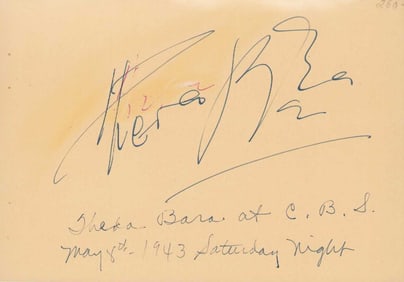 Theda Bara
Theda Bara at C. B. S.
May 8th - 1943 Saturday Night